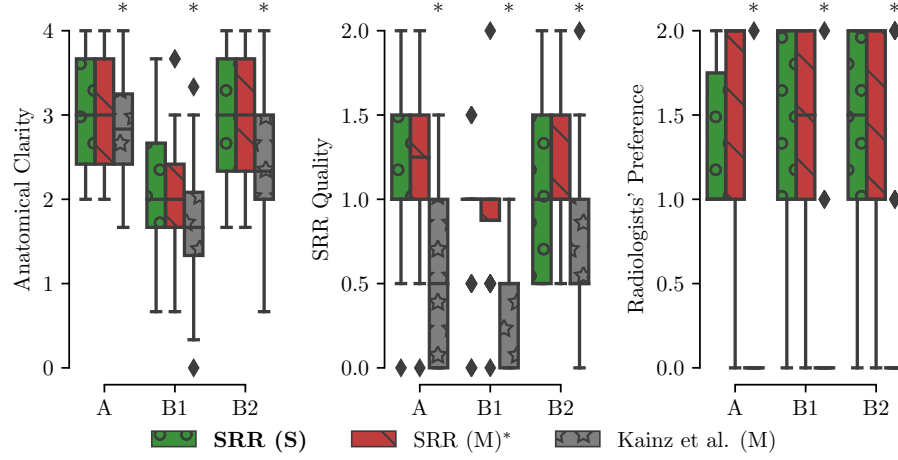 * * *
* * *
* * *
Anatomical Clarity
4
3
2
1
0
A B1 B2
SRR Quality
2.0
1.5
1.0
0.5
0.0
A B1 B2
Radiologists' Preference
2.0
1.5
1.0
0.5
0.0
A B1 B2
SRR (S) SRR (M)* Kainz et al. (M)